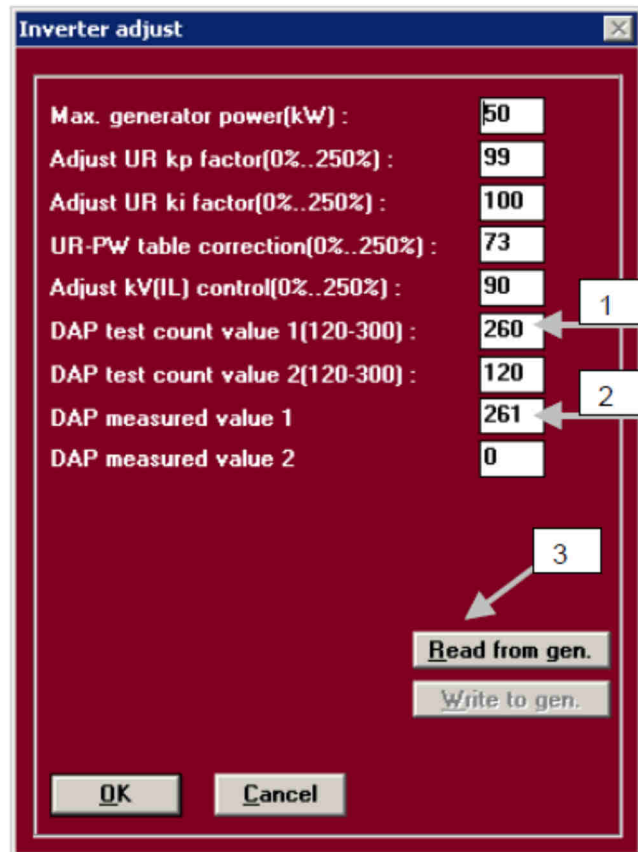 Inverter adjust
Max. generator power(kW) : 50
Adjust UR kp factor(0%..250%) : 99
Adjust UR ki factor(0%..250%) : 100
UR-PW table correction(0%..250%) : 73
Adjust kV(IL) control(0%..250%) : 90
1
DAP test count value 1(120-300) : 260
DAP test count value 2(120-300) : 120
2
DAP measured value 1 261
DAP measured value 2 0
3
Read from gen.
Write to gen.
OK Cancel